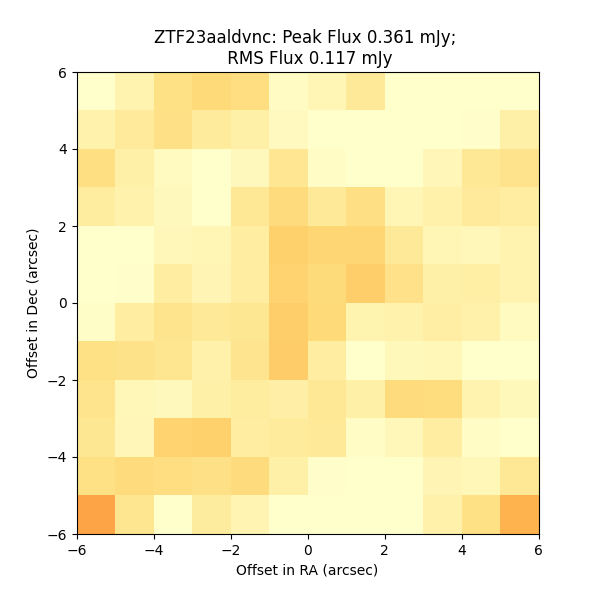 ZTF23aaldvnc: Peak Flux 0.361 mJy;
RMS Flux 0.117 mJy
6
4
2
0
−2
−4
−6
Offset in Dec (arcsec)
−6 −4 −2 0 2 4 6
Offset in RA (arcsec)